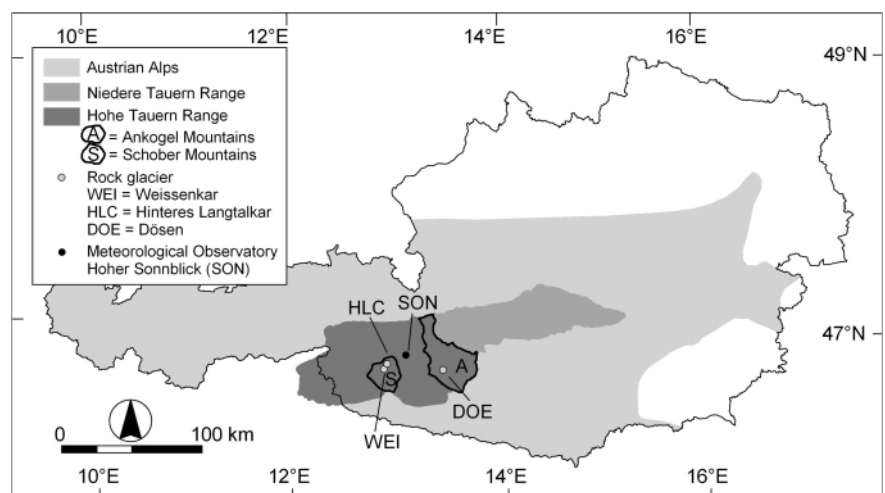 10°E 12°E 14°E 16°E
49°N
Austrian Alps
Niedere Tauern Range
Hohe Tauern Range
A = Ankogel Mountains
S = Schober Mountains
Rock glacier
WEI = Weissenkar
HLC = Hinteres Langtalkar
DOE = Dösen
Meteorological Observatory
Hoher Sonnblick (SON)
HLC SON
47°N
S A
DOE
WEI
0 100 km
10°E 12°E 14°E 16°E